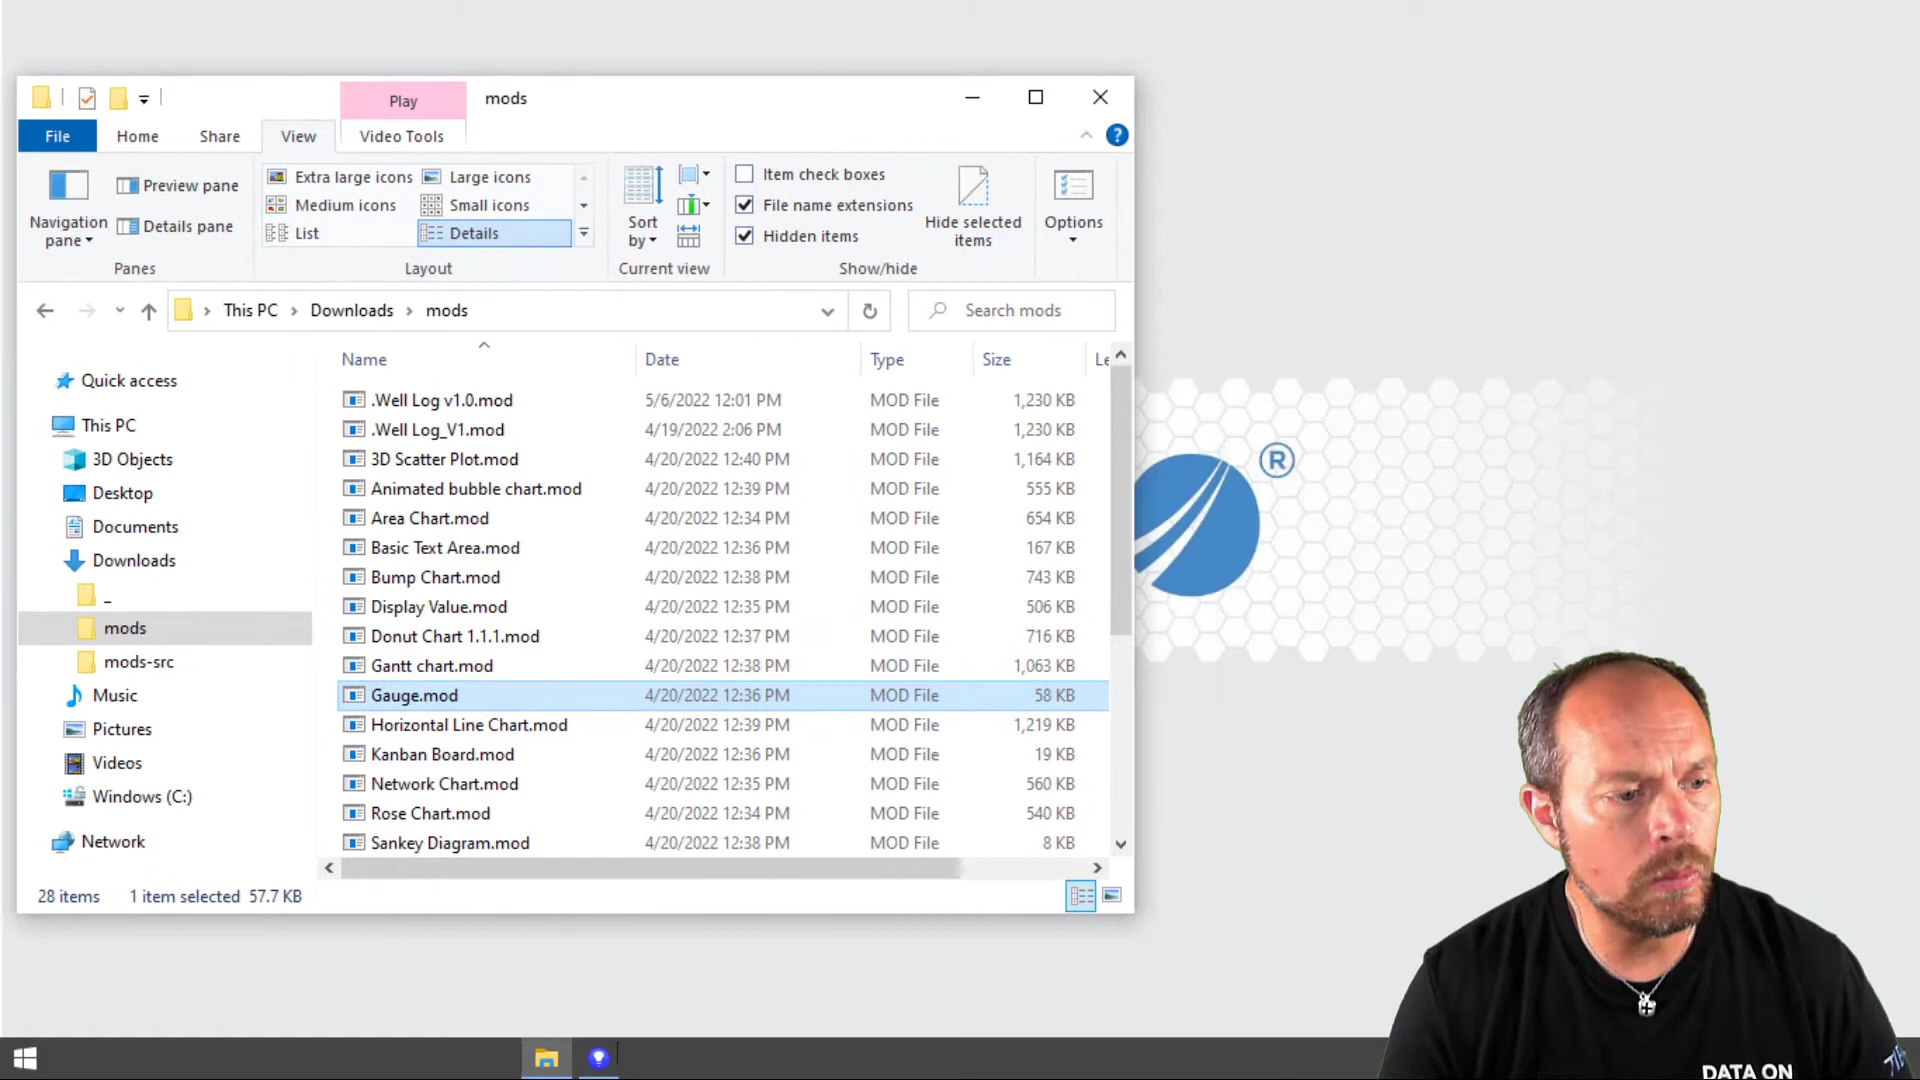 Play mods
File Home Share View Video Tools ?
Navigation pane
Preview pane
Details pane
Panes
Extra large icons Large icons
Medium icons Small icons
List Details
Layout
Sort by
Current view
Item check boxes
File name extensions
Hidden items
Hide selected items
Show/hide
Options
This PC Downloads mods Search mods
Quick access
This PC
3D Objects
Desktop
Documents
Downloads
_
mods
mods-src
Music
Pictures
Videos
Windows (C:)
Network
Name Date Type Size Le
.Well Log v1.0.mod 5/6/2022 12:01 PM MOD File 1,230 KB
.Well Log_V1.mod 4/19/2022 2:06 PM MOD File 1,230 KB
3D Scatter Plot.mod 4/20/2022 12:40 PM MOD File 1,164 KB
Animated bubble chart.mod 4/20/2022 12:39 PM MOD File 555 KB
Area Chart.mod 4/20/2022 12:34 PM MOD File 654 KB
Basic Text Area.mod 4/20/2022 12:36 PM MOD File 167 KB
Bump Chart.mod 4/20/2022 12:38 PM MOD File 743 KB
Display Value.mod 4/20/2022 12:35 PM MOD File 506 KB
Donut Chart 1.1.1.mod 4/20/2022 12:37 PM MOD File 716 KB
Gantt chart.mod 4/20/2022 12:38 PM MOD File 1,063 KB
Gauge.mod 4/20/2022 12:36 PM MOD File 58 KB
Horizontal Line Chart.mod 4/20/2022 12:39 PM MOD File 1,219 KB
Kanban Board.mod 4/20/2022 12:36 PM MOD File 19 KB
Network Chart.mod 4/20/2022 12:35 PM MOD File 560 KB
Rose Chart.mod 4/20/2022 12:34 PM MOD File 540 KB
Sankey Diagram.mod 4/20/2022 12:38 PM MOD File 8 KB
28 items 1 item selected 57.7 KB
®
DATA ON